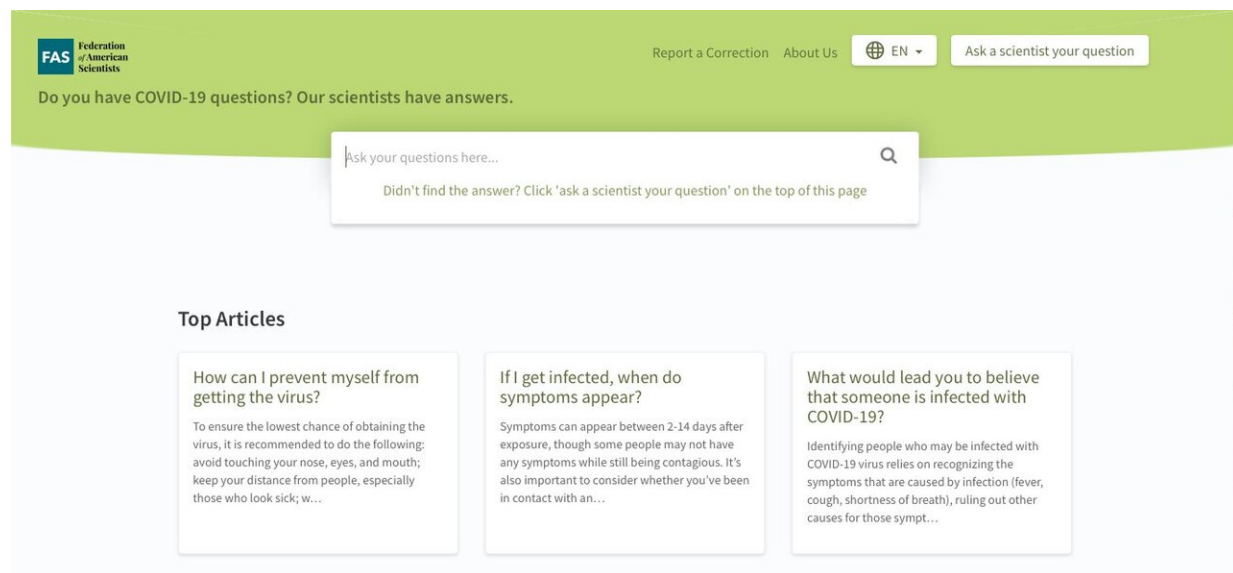 FAS
Federation
of American
Scientists
Report a Correction
About Us
EN
Ask a scientist your question
Do you have COVID-19 questions? Our scientists have answers.
Ask your questions here...
Didn't find the answer? Click 'ask a scientist your question' on the top of this page
Top Articles
How can I prevent myself from
getting the virus?
To ensure the lowest chance of obtaining the
virus, it is recommended to do the following:
avoid touching your nose, eyes, and mouth;
keep your distance from people, especially
those who look sick; w…
If I get infected, when do
symptoms appear?
Symptoms can appear between 2-14 days after
exposure, though some people may not have
any symptoms while still being contagious. It's
also important to consider whether you've been
in contact with an…
What would lead you to believe
that someone is infected with
COVID-19?
Identifying people who may be infected with
COVID-19 virus relies on recognizing the
symptoms that are caused by infection (fever,
cough, shortness of breath), ruling out other
causes for those sympt…